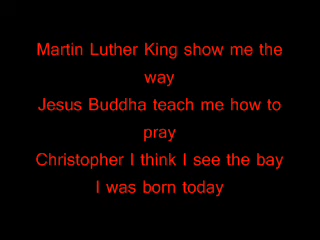 Martin Luther King show me the
way
Jesus Buddha teach me how to
pray
Christopher I think I see the bay
I was born today